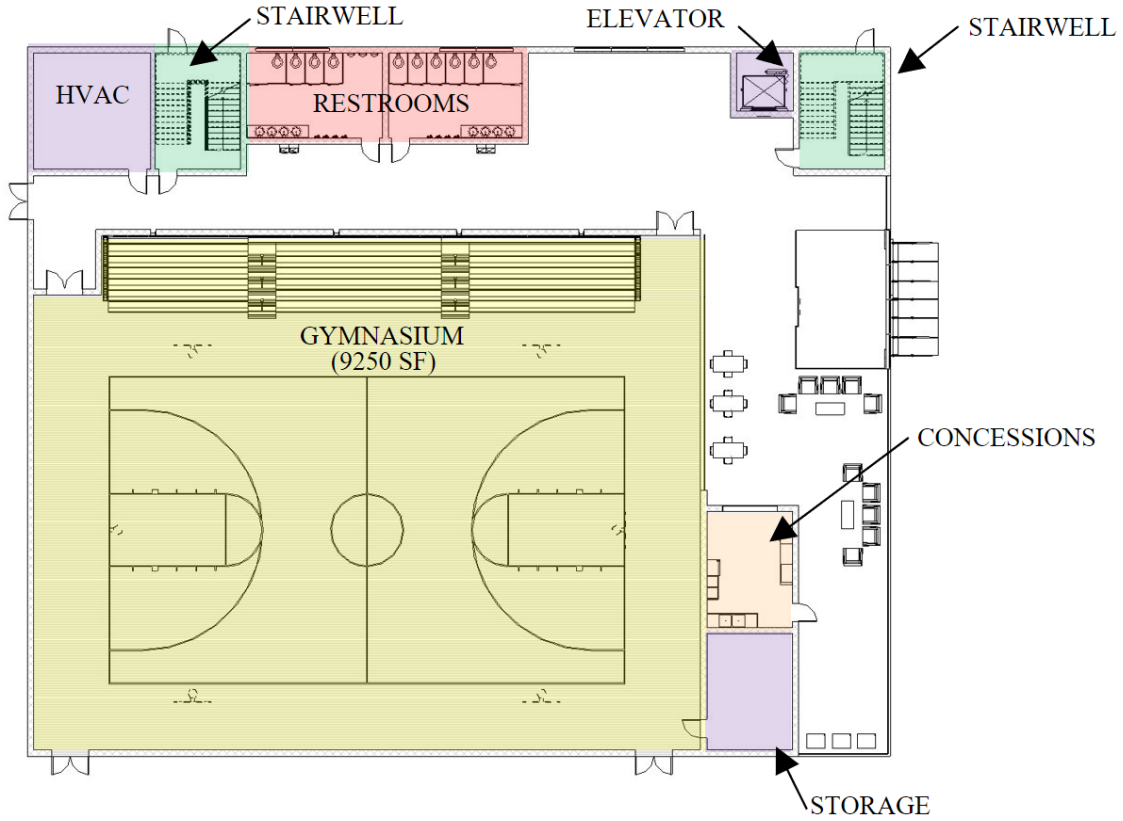 STAIRWELL
ELEVATOR
STAIRWELL
HVAC
RESTROOMS
GYMNASIUM
(9250 SF)
CONCESSIONS
STORAGE